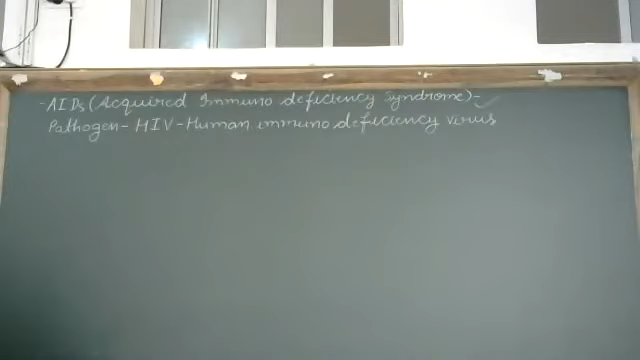 -AIDs (Acquired Immuno deficiency Syndrome)-
Pathogen- HIV-Human immuno deficiency virus